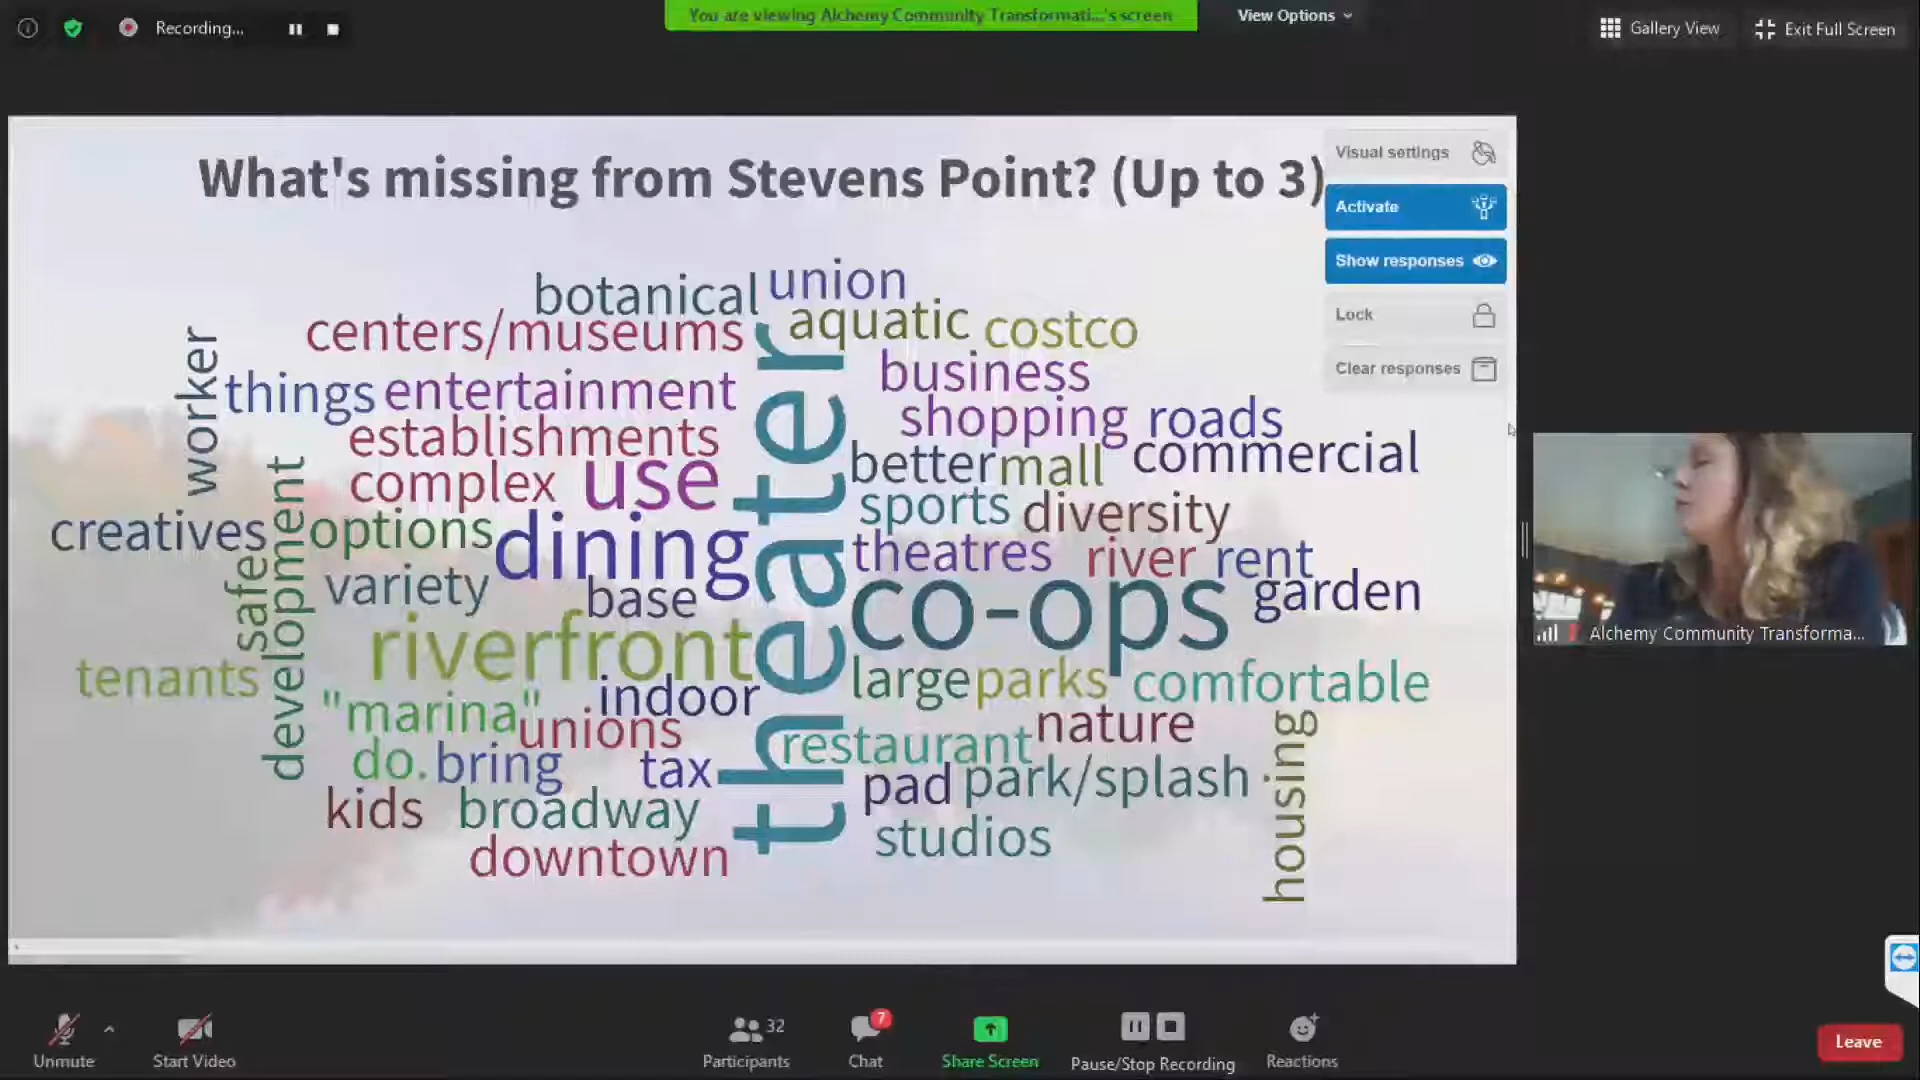 Recording...
You are viewing Alchemy Community Transformati...'s screen
View Options
Gallery View
Exit Full Screen
What's missing from Stevens Point? (Up to 3)
Visual settings
Activate
Show responses
Lock
Clear responses
botanical
union
centers/museums
aquatic
costco
worker
things
entertainment
business
establishments
shopping
roads
complex
use
theater
better
mall
commercial
creatives
options
dining
sports
diversity
development
safe
variety
base
theatres
river
rent
riverfront
co-ops
garden
tenants
indoor
large
parks
comfortable
"marina"
unions
restaurant
nature
do.
bring
tax
pad
park/splash
housing
kids
broadway
studios
downtown
Alchemy Community Transforma...
Unmute
Start Video
32
Participants
7
Chat
Share Screen
Pause/Stop Recording
Reactions
Leave